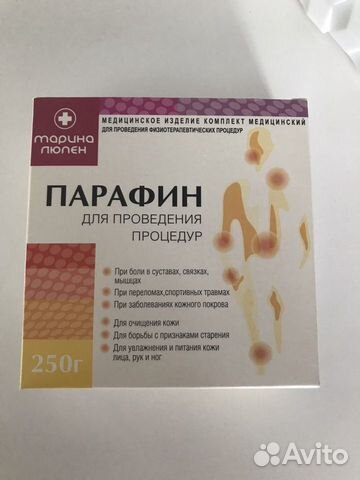 марина
люпен
МЕДИЦИНСКОЕ ИЗДЕЛИЕ КОМПЛЕКТ МЕДИЦИНСКИЙ
ДЛЯ ПРОВЕДЕНИЯ ФИЗИОТЕРАПЕВТИЧЕСКИХ ПРОЦЕДУР
ПАРАФИН
ДЛЯ ПРОВЕДЕНИЯ
ПРОЦЕДУР
При боли в суставах, связках,
мышцах
При переломах,спортивных травмах
При заболеваниях кожного покрова
Для очищения кожи
Для борьбы с признаками старения
Для увлажнения и питания кожи
лица, рук и ног
250г
Avito